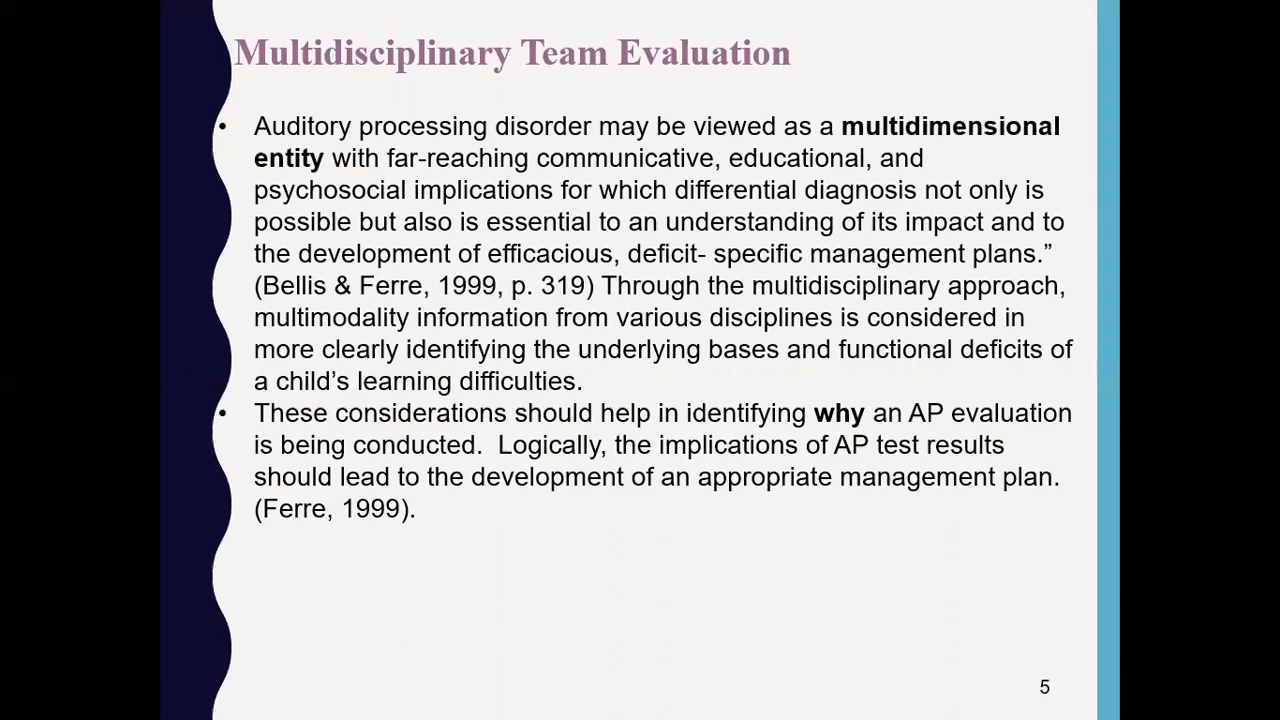 Multidisciplinary Team Evaluation
• Auditory processing disorder may be viewed as a multidimensional
entity with far-reaching communicative, educational, and
psychosocial implications for which differential diagnosis not only is
possible but also is essential to an understanding of its impact and to
the development of efficacious, deficit- specific management plans.”
(Bellis & Ferre, 1999, p. 319) Through the multidisciplinary approach,
multimodality information from various disciplines is considered in
more clearly identifying the underlying bases and functional deficits of
a child’s learning difficulties.
• These considerations should help in identifying why an AP evaluation
is being conducted.  Logically, the implications of AP test results
should lead to the development of an appropriate management plan.
(Ferre, 1999).
5